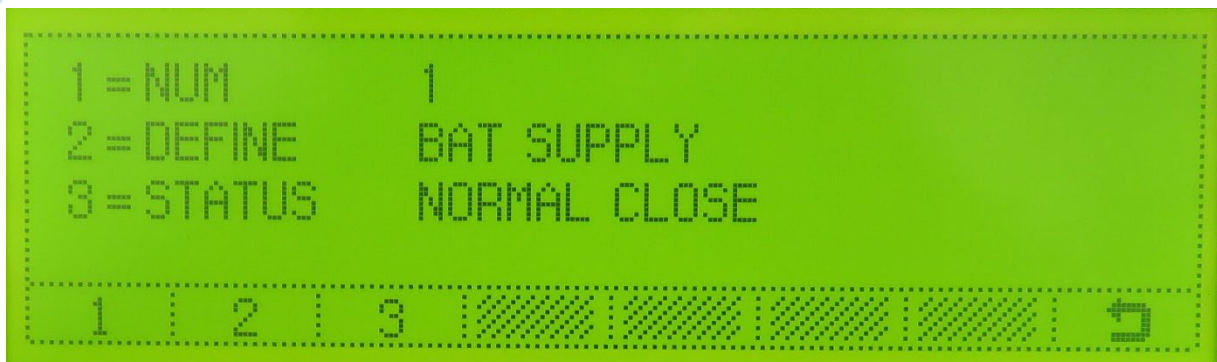 1=NUM 1
2=DEFINE BAT SUPPLY
3=STATUS NORMAL CLOSE
1 2 3